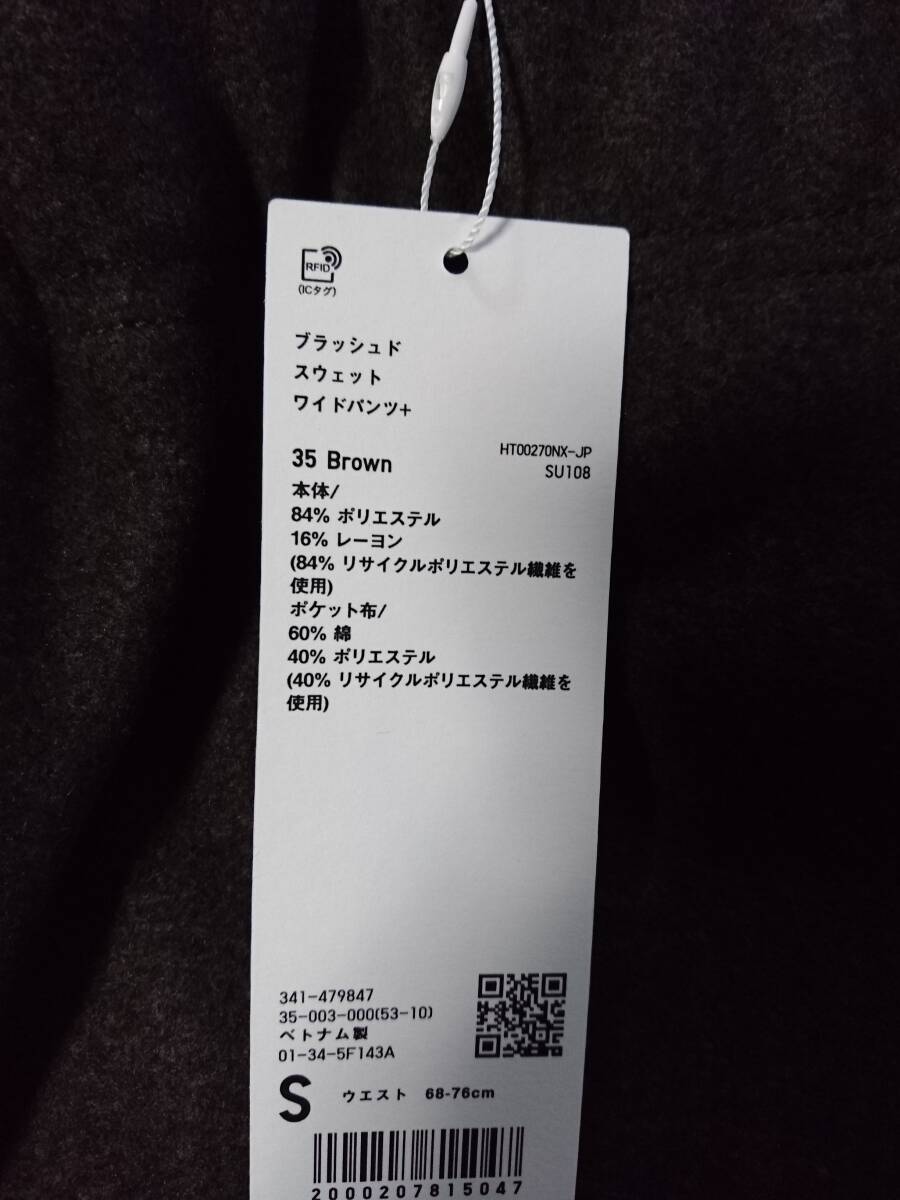 RFID
(ICタグ)
ブラッシュド
スウェット
ワイドパンツ+
35 Brown
HT00270NX-JP
SU108
本体/
84% ポリエステル
16% レーヨン
(84% リサイクルポリエステル繊維を
使用)
ポケット布/
60% 綿
40% ポリエステル
(40% リサイクルポリエステル繊維を
使用)
341-479847
35-003-000(53-10)
ベトナム製
01-34-5F143A
S ウエスト 68-76cm
2000207815047